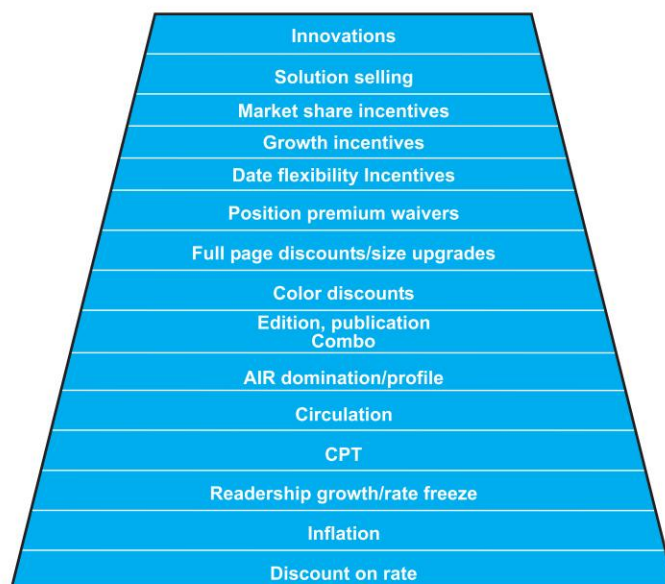 Innovations
Solution selling
Market share incentives
Growth incentives
Date flexibility Incentives
Position premium waivers
Full page discounts/size upgrades
Color discounts
Edition, publication
Combo
AIR domination/profile
Circulation
CPT
Readership growth/rate freeze
Inflation
Discount on rate